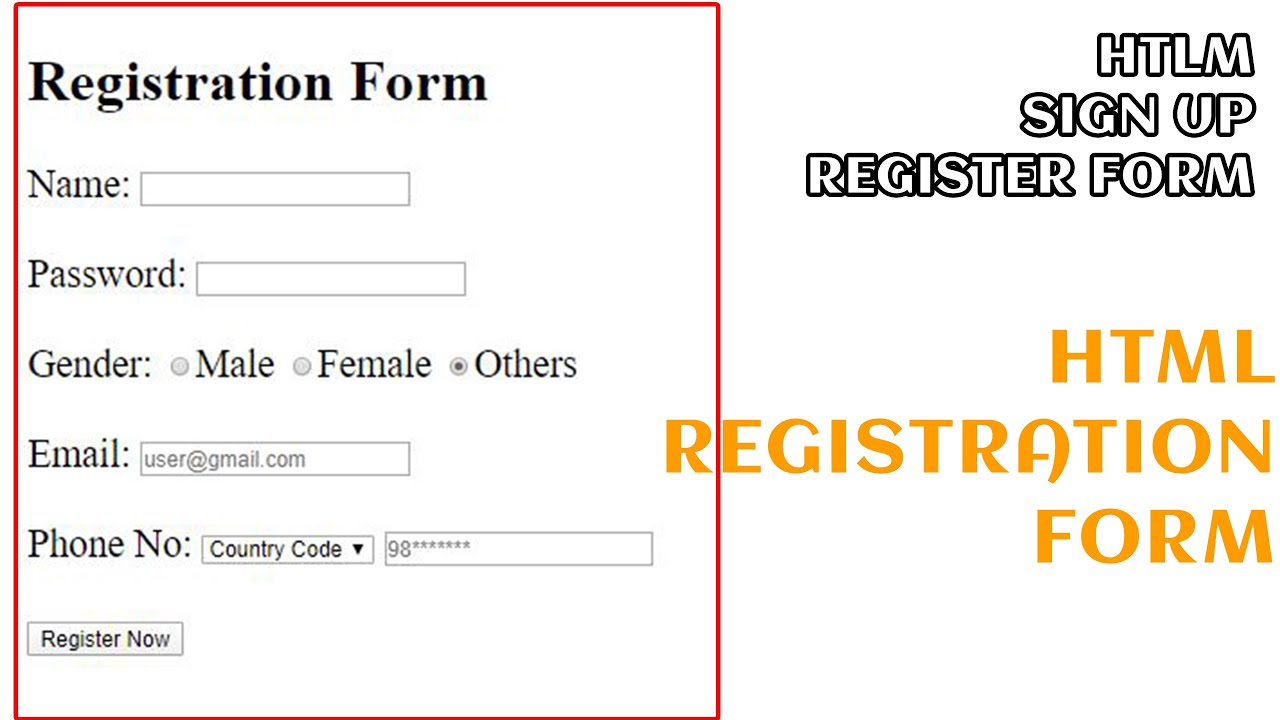 Registration Form
Name:
Password:
Gender: Male Female Others
Email: user@gmail.com
Phone No: Country Code ▼ 98*******
Register Now
HTLM
SIGN UP
REGISTER FORM
HTML
REGISTRATION
FORM